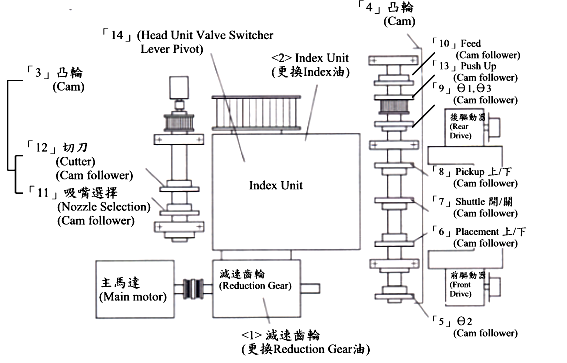 「4」凸輪
(Cam)
「14」(Head Unit Valve Switcher
Lever Pivot)
<2> Index Unit
(更換Index油)
「10」Feed
(Cam follower)
「13」Push Up
(Cam follower)
「9」Θ1,Θ3
(Cam follower)
「3」凸輪
(Cam)
後驅動器
(Rear
Drive)
「12」切刀
(Cutter)
(Cam follower)
「11」吸嘴選擇
(Nozzle Selection)
(Cam follower)
Index Unit
「8」Pickup 上/下
(Cam follower)
「7」Shuttle 開/關
(Cam follower)
「6」Placement 上/下
(Cam follower)
主馬達
(Main motor)
減速齒輪
(Reduction Gear)
前驅動器
(Front
Drive)
「5」Θ2
(Cam follower)
<1> 減速齒輪
(更換Reduction Gear油)